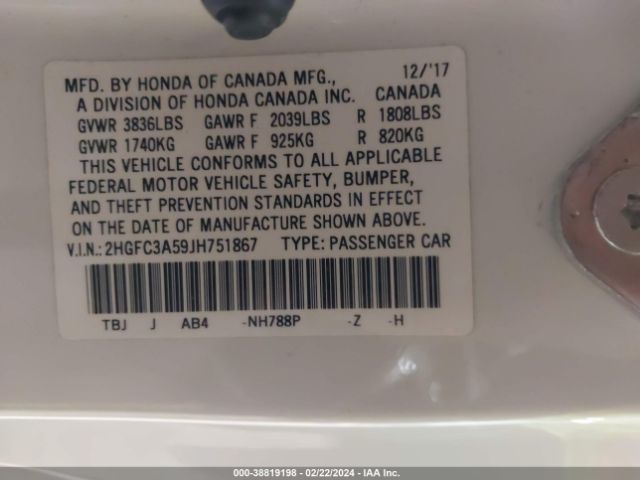 MFD. BY HONDA OF CANADA MFG., 12/'17
A DIVISION OF HONDA CANADA INC. CANADA
GVWR 3836LBS GAWR F 2039LBS R 1808LBS
GVWR 1740KG GAWR F 925KG R 820KG
THIS VEHICLE CONFORMS TO ALL APPLICABLE
FEDERAL MOTOR VEHICLE SAFETY, BUMPER,
AND THEFT PREVENTION STANDARDS IN EFFECT
ON THE DATE OF MANUFACTURE SHOWN ABOVE.
V.I.N.: 2HGFC3A59JH751867 TYPE: PASSENGER CAR
TBJ J AB4 -NH788P -Z -H
000-38819198 - 02/22/2024 - IAA Inc.